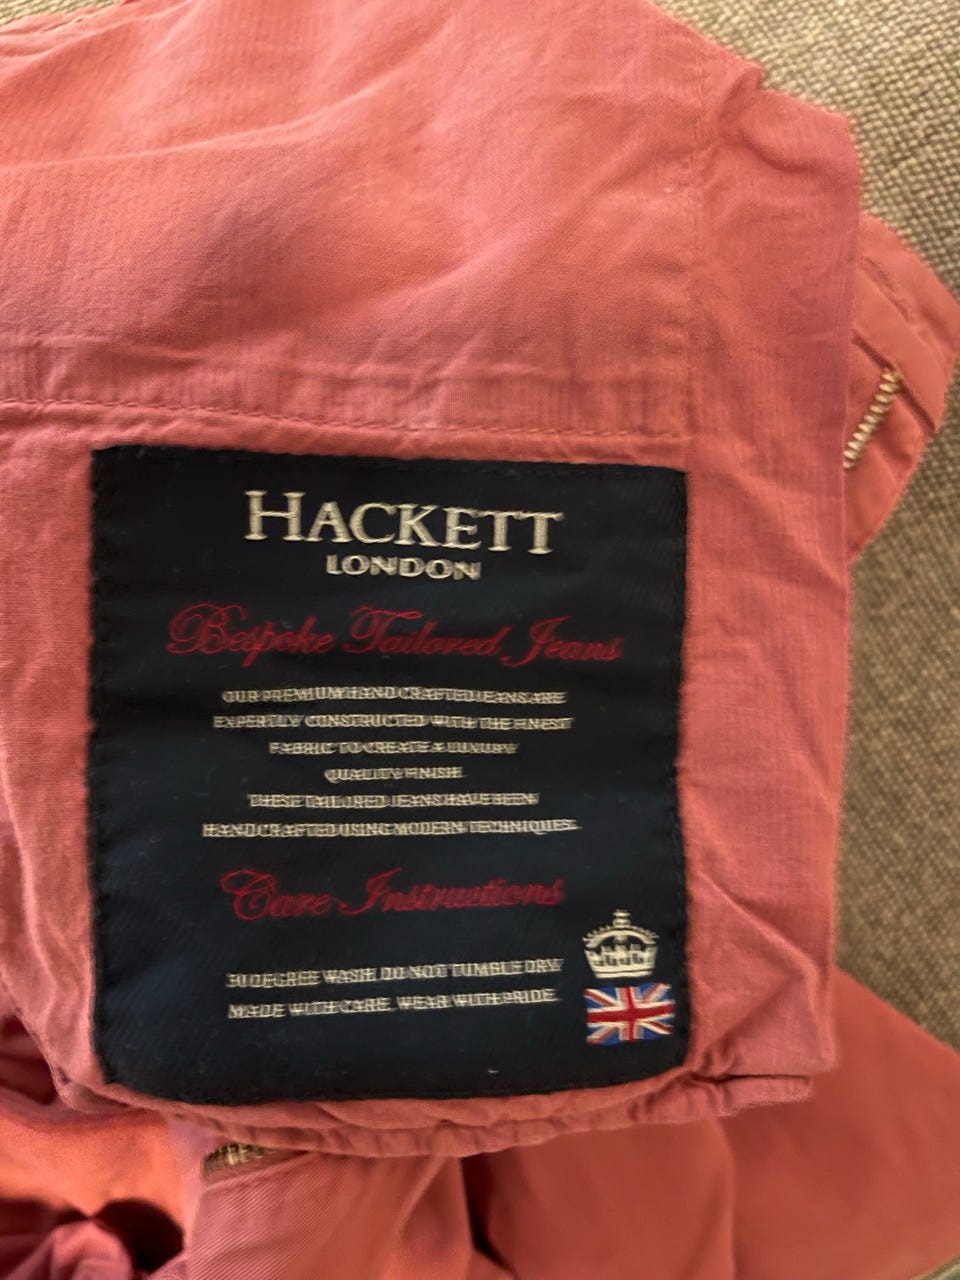 HACKETT
LONDON
Bespoke Tailored Jeans
OUR PREMIUM HAND CRAFTED JEANS ARE
EXPERTLY CONSTRUCTED WITH THE FINEST
FABRIC TO CREATE A LUXURY
QUALITY FINISH.
THESE TAILORED JEANS HAVE BEEN
HANDCRAFTED USING MODERN TECHNIQUES.
Care Instructions
30 DEGREE WASH. DO NOT TUMBLE DRY.
MADE WITH CARE. WEAR WITH PRIDE.